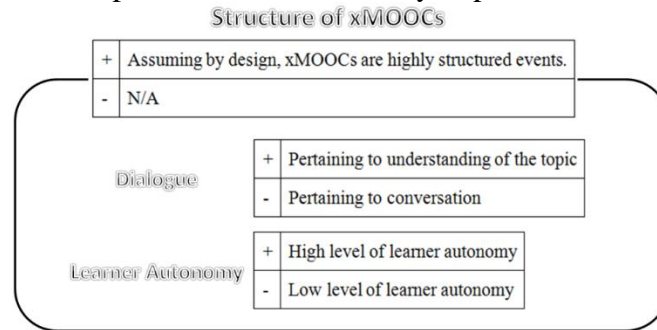 Structure of xMOOCs
+ Assuming by design, xMOOCs are highly structured events.
- N/A
Dialogue
+ Pertaining to understanding of the topic
- Pertaining to conversation
Learner Autonomy
+ High level of learner autonomy
- Low level of learner autonomy